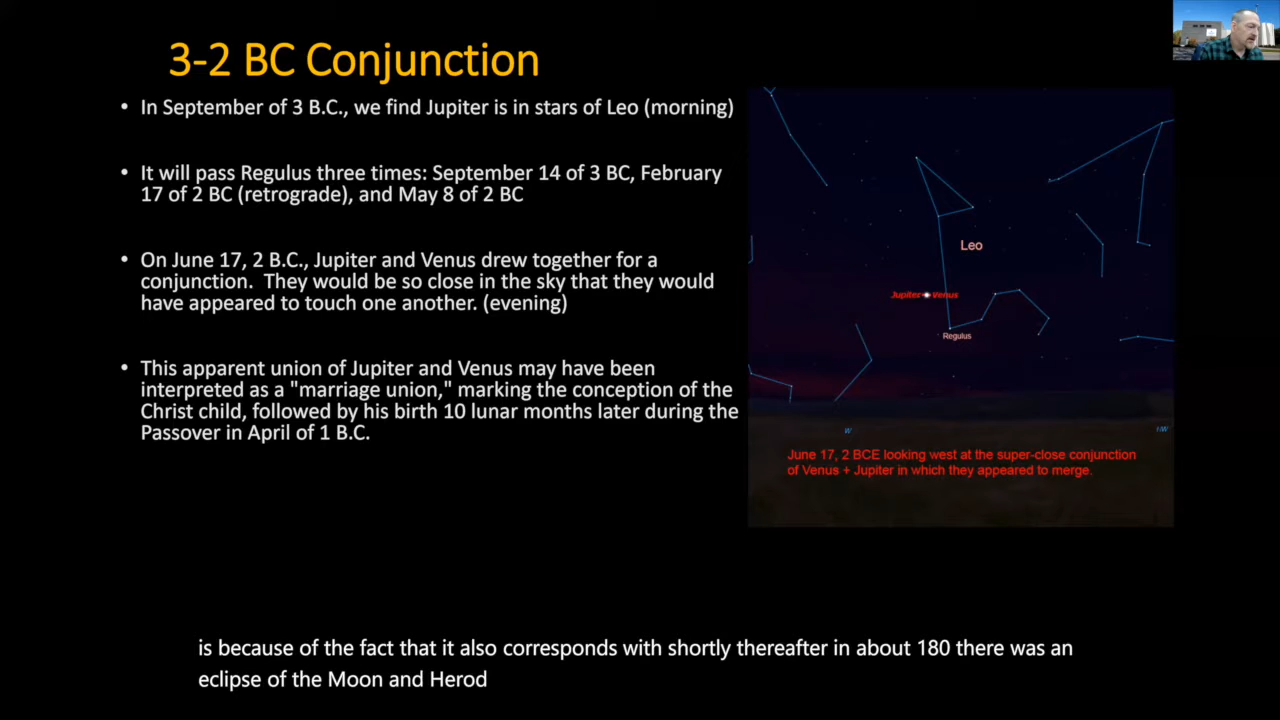 3-2 BC Conjunction
• In September of 3 B.C., we find Jupiter is in stars of Leo (morning)
• It will pass Regulus three times: September 14 of 3 BC, February
17 of 2 BC (retrograde), and May 8 of 2 BC
• On June 17, 2 B.C., Jupiter and Venus drew together for a
conjunction. They would be so close in the sky that they would
have appeared to touch one another. (evening)
• This apparent union of Jupiter and Venus may have been
interpreted as a "marriage union," marking the conception of the
Christ child, followed by his birth 10 lunar months later during the
Passover in April of 1 B.C.
Leo
Jupiter Venus
Regulus
W
NW
June 17, 2 BCE looking west at the super-close conjunction
of Venus + Jupiter in which they appeared to merge.
is because of the fact that it also corresponds with shortly thereafter in about 180 there was an
eclipse of the Moon and Herod